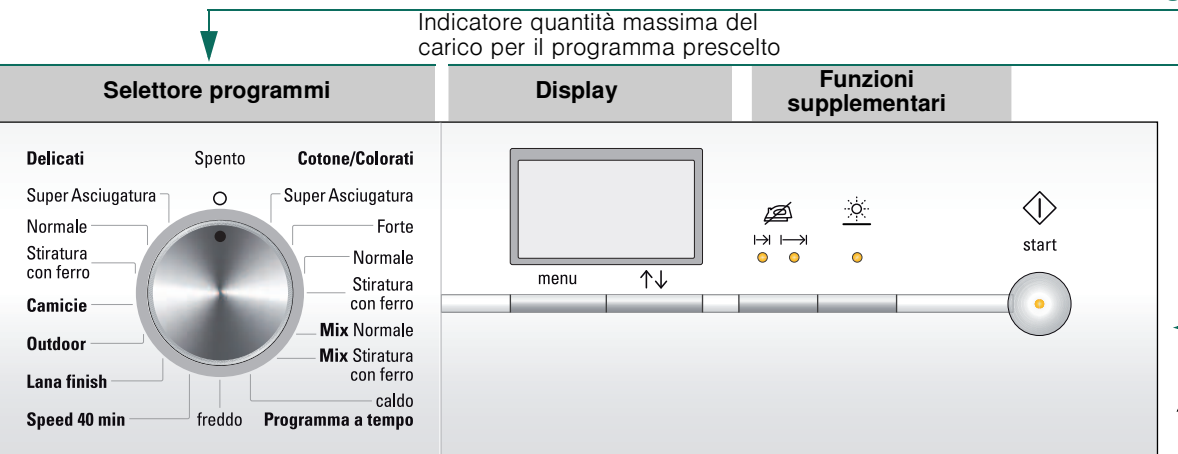 Indicatore quantità massima del
carico per il programma prescelto
Selettore programmi
Display
Funzioni
supplementari
Delicati
Spento
Cotone/Colorati
Super Asciugatura
Super Asciugatura
Normale
Forte
Stiratura
con ferro
Normale
Camicie
Stiratura
con ferro
Outdoor
Mix Normale
Lana finish
Mix Stiratura
con ferro
Speed 40 min
freddo
caldo
Programma a tempo
menu
↑↓
start